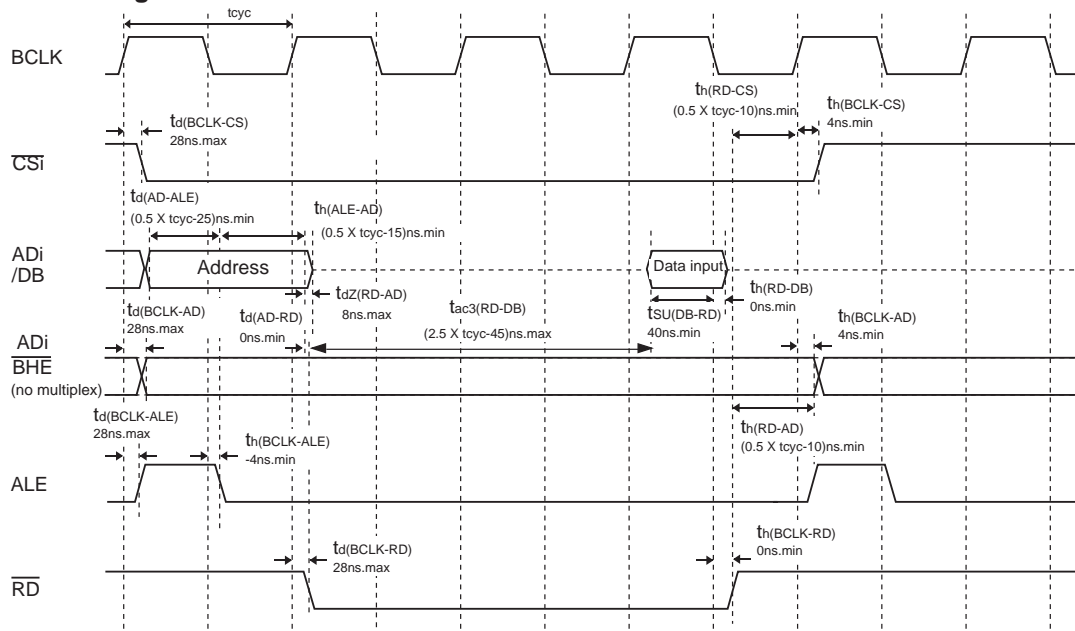 tcyc
BCLK
th(RD-CS)
(0.5 X tcyc-10)ns.min
th(BCLK-CS)
4ns.min
td(BCLK-CS)
28ns.max
CSi
td(AD-ALE)
(0.5 X tcyc-25)ns.min
th(ALE-AD)
(0.5 X tcyc-15)ns.min
ADi
/DB
Address
Data input
td(BCLK-AD)
28ns.max
td(AD-RD)
0ns.min
tdZ(RD-AD)
8ns.max
tac3(RD-DB)
(2.5 X tcyc-45)ns.max
tSU(DB-RD)
40ns.min
th(RD-DB)
0ns.min
th(BCLK-AD)
4ns.min
ADi
BHE
(no multiplex)
td(BCLK-ALE)
28ns.max
th(BCLK-ALE)
-4ns.min
th(RD-AD)
(0.5 X tcyc-10)ns.min
ALE
td(BCLK-RD)
28ns.max
th(BCLK-RD)
0ns.min
RD